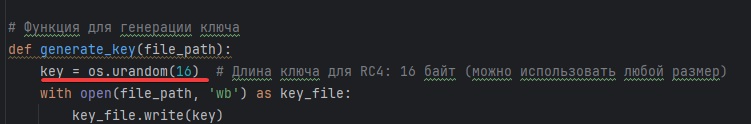 # Функция для генерации ключа
def generate_key(file_path):
key = os.urandom(16)  # Длина ключа для RC4: 16 байт (можно использовать любой размер)
with open(file_path, 'wb') as key_file:
key_file.write(key)